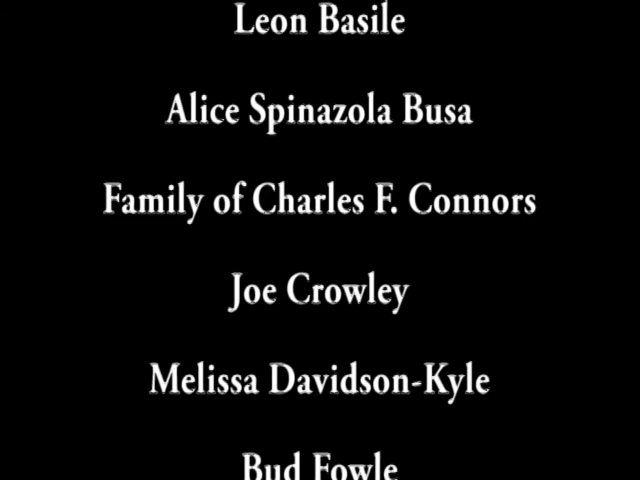 Leon Basile
Alice Spinazola Busa
Family of Charles F. Connors
Joe Crowley
Melissa Davidson-Kyle
Bud Fowle